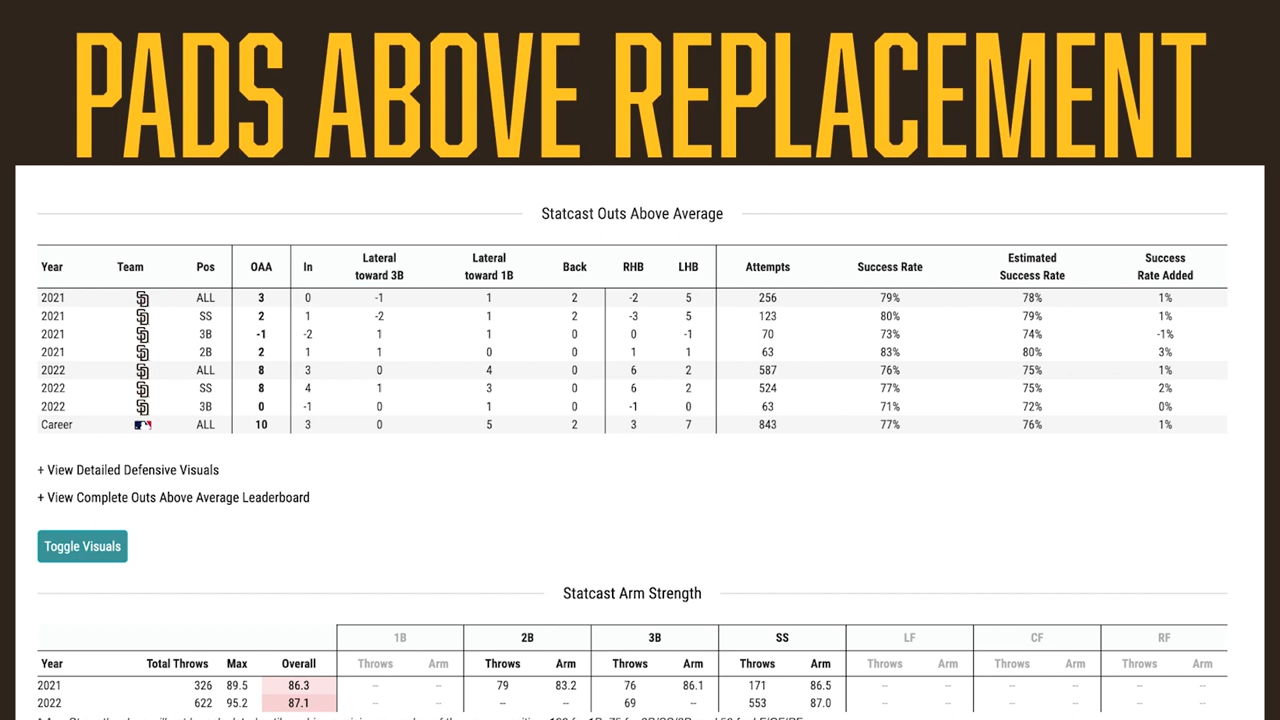 PADS ABOVE REPLACEMENT
Statcast Outs Above Average
Year Team Pos OAA In Lateral toward 3B Lateral toward 1B Back RHB LHB Attempts Success Rate Estimated Success Rate Success Rate Added
2021 SD ALL 3 0 -1 1 2 -2 5 256 79% 78% 1%
2021 SD SS 2 1 -2 1 2 -3 5 123 80% 79% 1%
2021 SD 3B -1 -2 1 1 0 0 -1 70 73% 74% -1%
2021 SD 2B 2 1 1 0 0 1 1 63 83% 80% 3%
2022 SD ALL 8 3 0 4 0 6 2 587 76% 75% 1%
2022 SD SS 8 4 1 3 0 6 2 524 77% 75% 2%
2022 SD 3B 0 -1 0 1 0 -1 0 63 71% 72% 0%
Career ALL 10 3 0 5 2 3 7 843 77% 76% 1%
+ View Detailed Defensive Visuals
+ View Complete Outs Above Average Leaderboard
Toggle Visuals
Statcast Arm Strength
1B 2B 3B SS LF CF RF
Year Total Throws Max Overall Throws Arm Throws Arm Throws Arm Throws Arm Throws Arm Throws Arm Throws Arm
2021 326 89.5 86.3 -- -- 79 83.2 76 86.1 171 86.5 -- -- -- -- -- --
2022 622 95.2 87.1 -- -- -- -- 69 -- 553 87.0 -- -- -- -- -- --